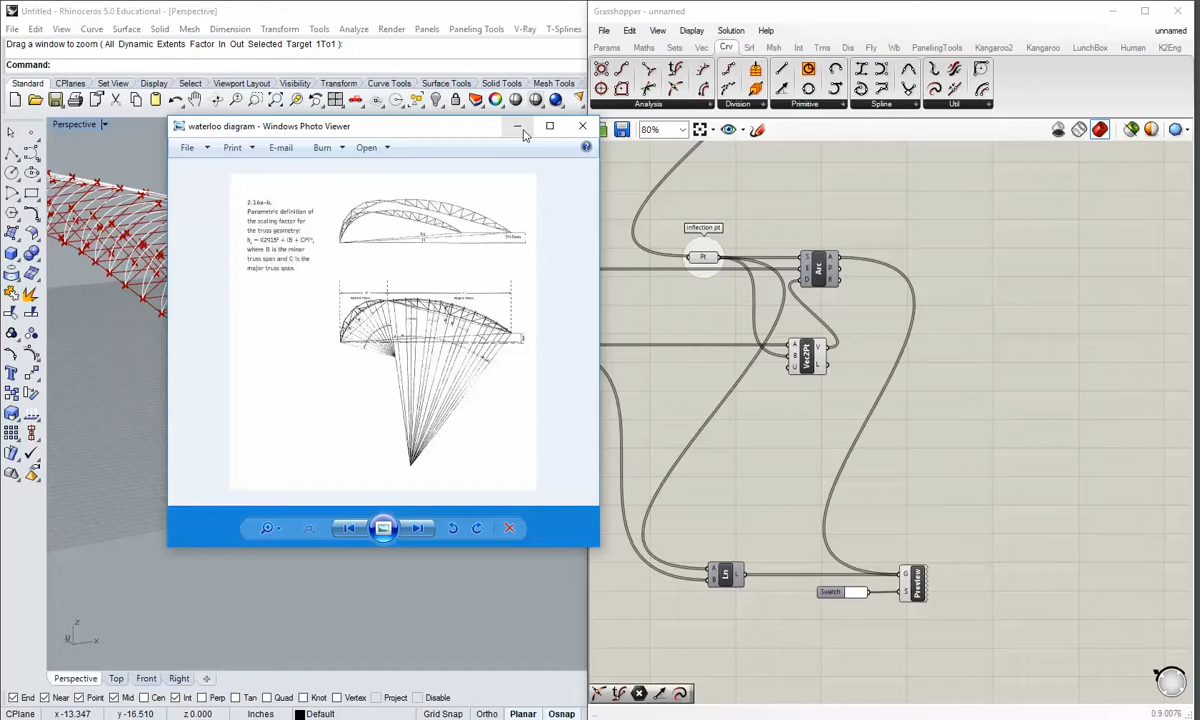 Untitled - Rhinoceros 5.0 Educational - [Perspective]
File Edit View Curve Surface Solid Mesh Dimension Transform Tools Analyze Render Panels Paneling Tools V-Ray T-Splines
Drag a window to zoom ( All Dynamic Extents Factor In Out Selected Target 1To1 ):
Command:
Standard CPlanes Set View Display Select Viewport Layout Visibility Transform Curve Tools Surface Tools Solid Tools Mesh Tools
Perspective
waterloo diagram - Windows Photo Viewer
File Print E-mail Burn Open
2.16a-b.
Parametric definition of
the scaling factor for
the truss geometry:
where B is the minor
truss span and C is the
major truss span.
z
x
Perspective Top Front Right
End Near Point Mid Cen Int Perp Tan Quad Knot Vertex Project Disable
CPlane x -13.347 y -16.510 z 0.000 Inches Default Grid Snap Ortho Planar Osnap
Grasshopper - unnamed
File Edit View Display Solution Help
unnamed
Params Maths Sets Vec Crv Srf Msh Int Trns Dis Fly Wb PanelingTools Kangaroo2 Kangaroo LunchBox Human K2Eng
Analysis Division Primitive Spline Util
80%
inflection pt
Pt
S E D Arc A P R
A B U Vec2Pt V L
A B Ln L
Swatch
G S Preview
0.9.0076